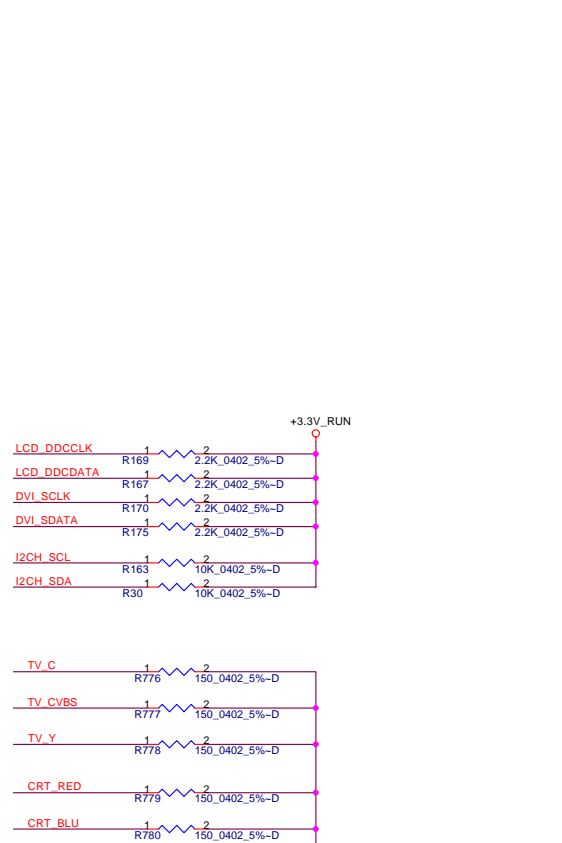 +3.3V_RUN
LCD_DDCCLK 1 2
R169 2.2K_0402_5%~D
LCD_DDCDATA 1 2
R167 2.2K_0402_5%~D
DVI_SCLK 1 2
R170 2.2K_0402_5%~D
DVI_SDATA 1 2
R175 2.2K_0402_5%~D
I2CH_SCL 1 2
R163 10K_0402_5%~D
I2CH_SDA 1 2
R30 10K_0402_5%~D
TV_C 1 2
R776 150_0402_5%~D
TV_CVBS 1 2
R777 150_0402_5%~D
TV_Y 1 2
R778 150_0402_5%~D
CRT_RED 1 2
R779 150_0402_5%~D
CRT_BLU 1 2
R780 150_0402_5%~D